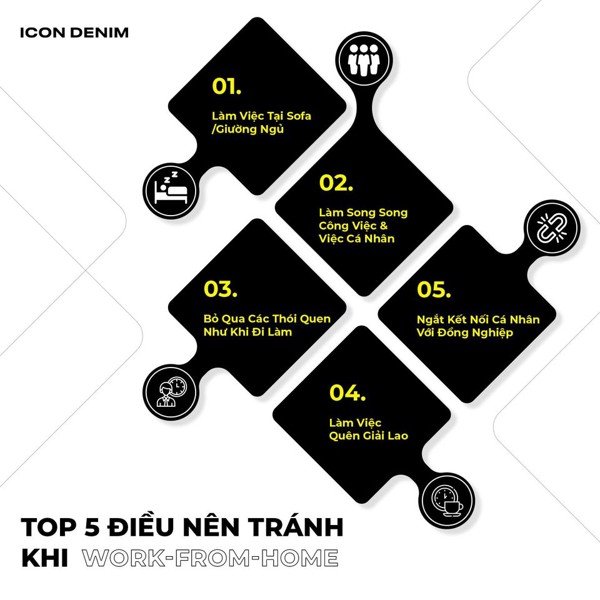 ICON DENIM
01.
Làm Việc Tại Sofa
/Giường Ngủ
02.
Làm Song Song
Công Việc &
Việc Cá Nhân
03.
Bỏ Qua Các Thói Quen
Như Khi Đi Làm
04.
Làm Việc
Quên Giải Lao
05.
Ngắt Kết Nối Cá Nhân
Với Đồng Nghiệp
TOP 5 ĐIỀU NÊN TRÁNH
KHI WORK-FROM-HOME